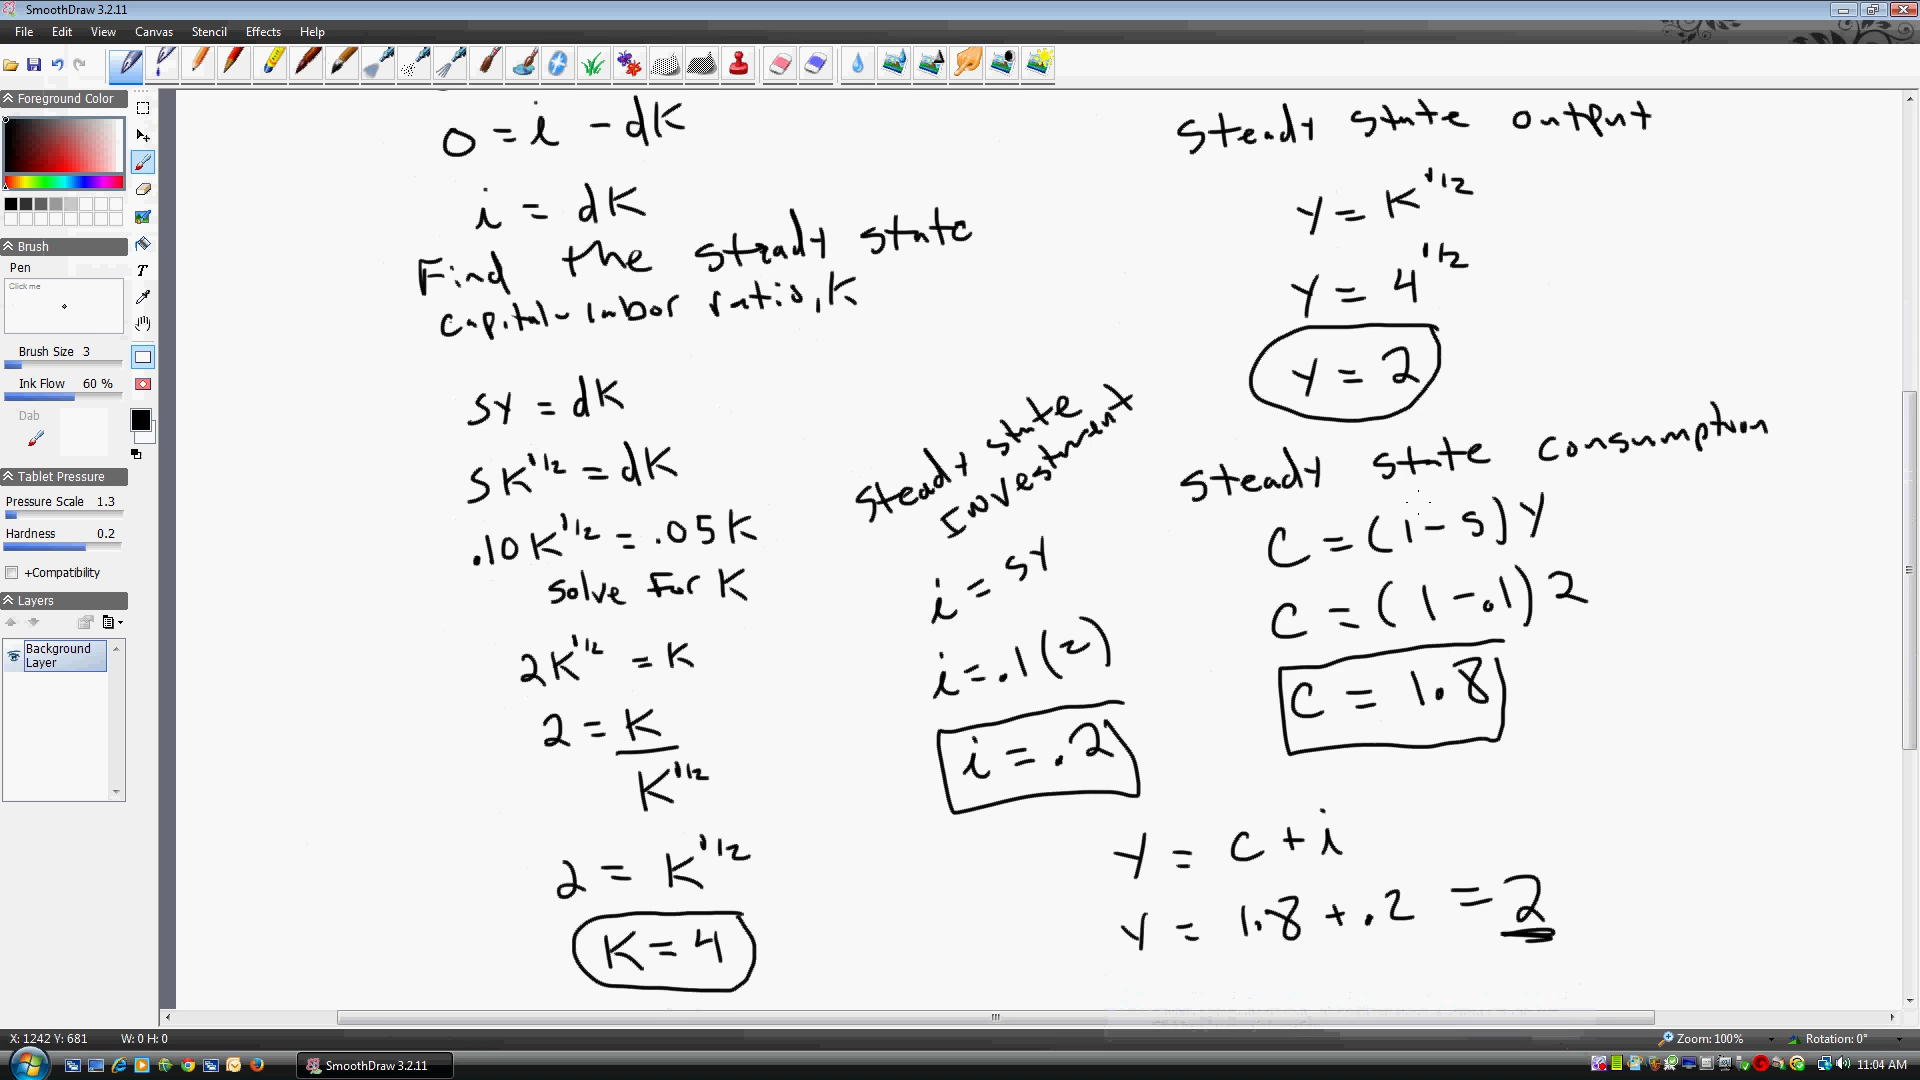 SmoothDraw 3.2.11
File Edit View Canvas Stencil Effects Help
Foreground Color
Brush
Pen
Click me
Brush Size 3
Ink Flow 60 %
Dab
Tablet Pressure
Pressure Scale 1.3
Hardness 0.2
+Compatibility
Layers
Background
Layer
0 = i - dK
i = dK
Find the steady state
capital-labor ratio, K
SY = dK
SK^1/2 = dK
.10K^1/2 = .05K
solve for K
2K^1/2 = K
2 = K
K^1/2
2 = K^1/2
K = 4
steady state
Investment
i = SY
i = .1(2)
i = .2
Steady state output
Y = K^1/2
Y = 4^1/2
Y = 2
Steady state consumption
C = (1 - S)Y
C = (1 - .1)2
C = 1.8
Y = C + i
Y = 1.8 + .2 = 2
X: 1242 Y: 681 W: 0 H: 0
Zoom: 100% Rotation: 0°
SmoothDraw 3.2.11
11:04 AM